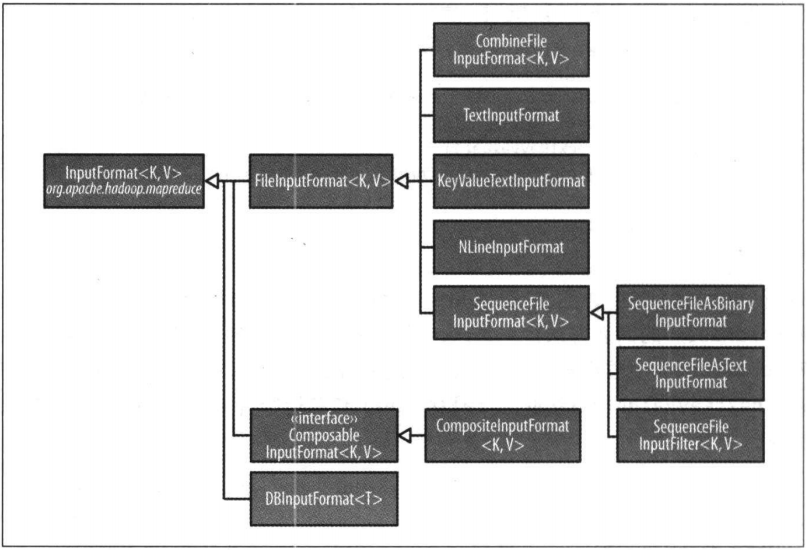 CombineFile
InputFormat<K, V>
TextInputFormat
InputFormat<K, V>
org.apache.hadoop.mapreduce
FileInputFormat<K, V>
KeyValueTextInputFormat
NLineInputFormat
SequenceFile
InputFormat<K, V>
SequenceFileAsBinary
InputFormat
SequenceFileAsText
InputFormat
«interface»
Composable
InputFormat<K, V>
CompositeInputFormat
<K, V>
SequenceFile
InputFilter<K, V>
DBInputFormat<T>